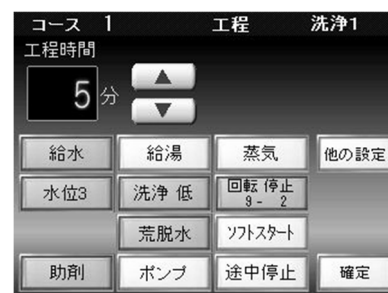 コース 1 工程 洗浄1
工程時間
5分
給水 給湯 蒸気 他の設定
水位3 洗浄 低 回転 停止
9- 2
荒脱水 ソフトスタート
助剤 ポンプ 途中停止 確定